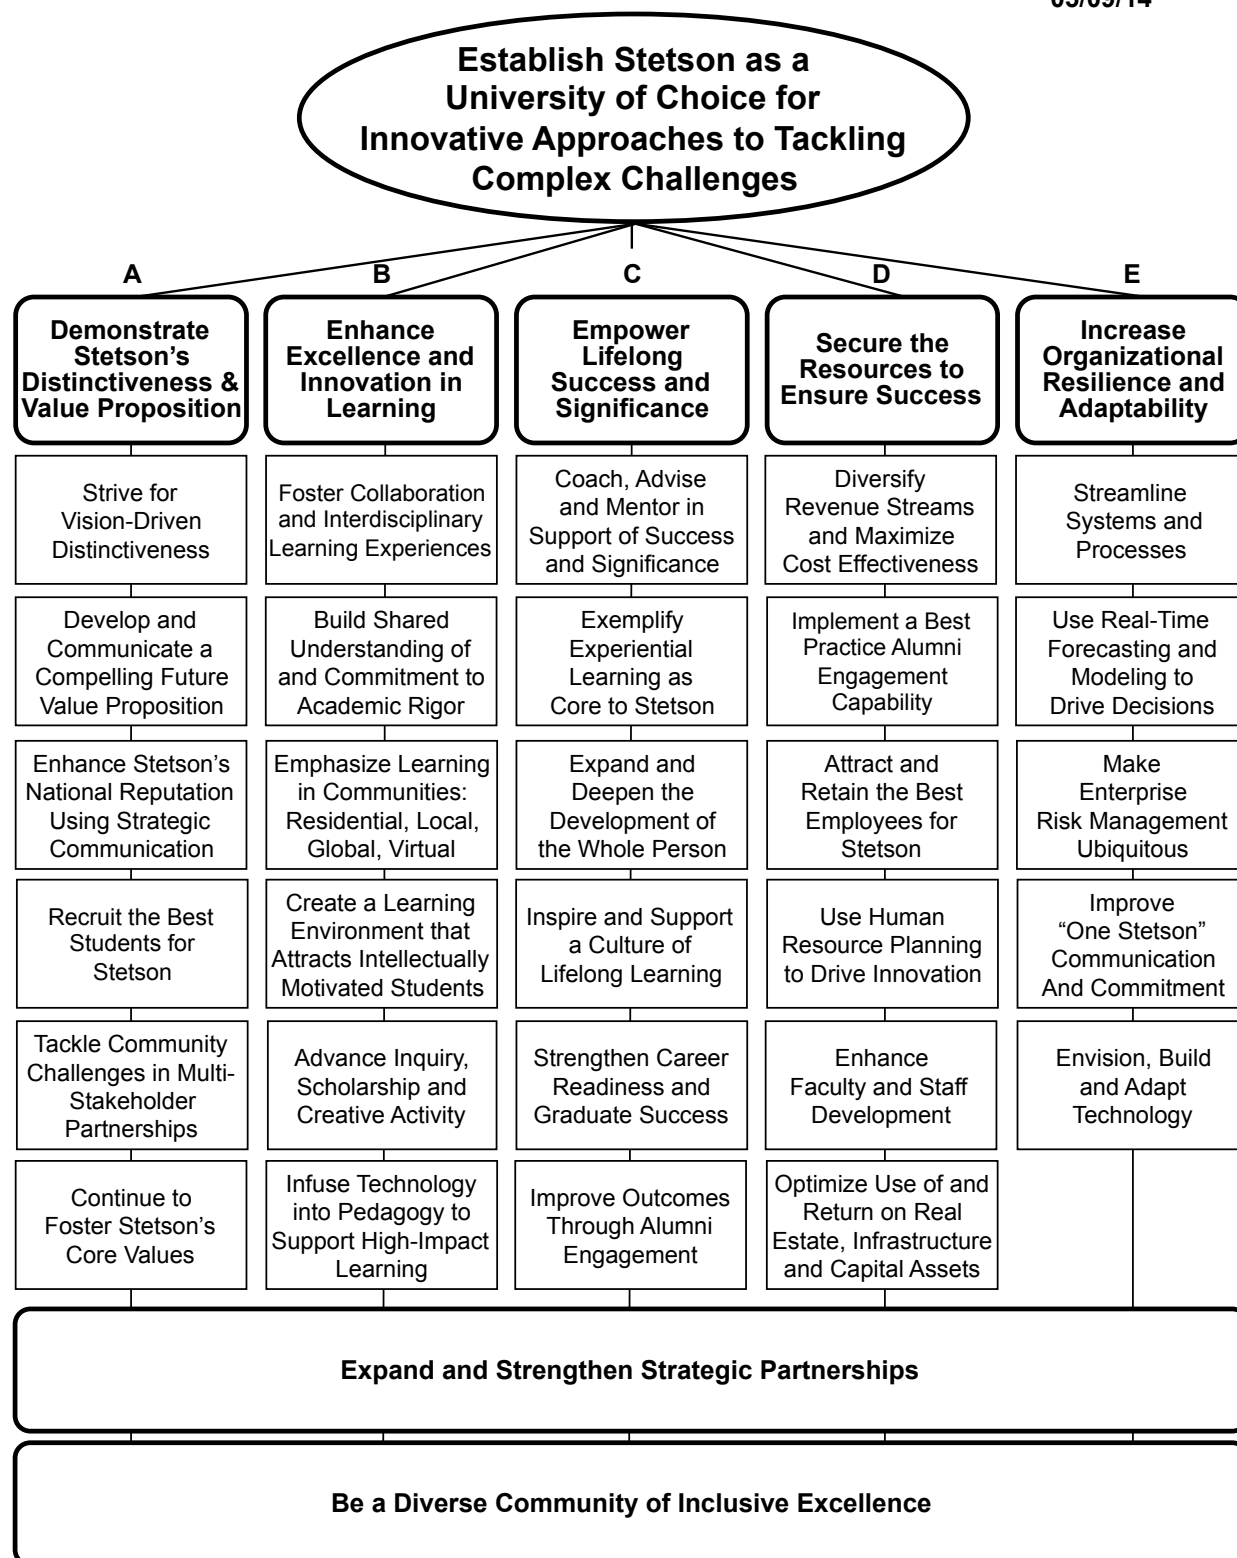 05/09/14
Establish Stetson as a
University of Choice for
Innovative Approaches to Tackling
Complex Challenges
A
B
C
D
E
Demonstrate
Stetson’s
Distinctiveness &
Value Proposition
Enhance
Excellence and
Innovation in
Learning
Empower
Lifelong
Success and
Significance
Secure the
Resources to
Ensure Success
Increase
Organizational
Resilience and
Adaptability
Strive for
Vision-Driven
Distinctiveness
Foster Collaboration
and Interdisciplinary
Learning Experiences
Coach, Advise
and Mentor in
Support of Success
and Significance
Diversify
Revenue Streams
and Maximize
Cost Effectiveness
Streamline
Systems and
Processes
Develop and
Communicate a
Compelling Future
Value Proposition
Build Shared
Understanding of
and Commitment to
Academic Rigor
Exemplify
Experiential
Learning as
Core to Stetson
Implement a Best
Practice Alumni
Engagement
Capability
Use Real-Time
Forecasting and
Modeling to
Drive Decisions
Enhance Stetson’s
National Reputation
Using Strategic
Communication
Emphasize Learning
in Communities:
Residential, Local,
Global, Virtual
Expand and
Deepen the
Development of
the Whole Person
Attract and
Retain the Best
Employees for
Stetson
Make
Enterprise
Risk Management
Ubiquitous
Recruit the Best
Students for
Stetson
Create a Learning
Environment that
Attracts Intellectually
Motivated Students
Inspire and Support
a Culture of
Lifelong Learning
Use Human
Resource Planning
to Drive Innovation
Improve
“One Stetson”
Communication
And Commitment
Tackle Community
Challenges in Multi-
Stakeholder
Partnerships
Advance Inquiry,
Scholarship and
Creative Activity
Strengthen Career
Readiness and
Graduate Success
Enhance
Faculty and Staff
Development
Envision, Build
and Adapt
Technology
Continue to
Foster Stetson’s
Core Values
Infuse Technology
into Pedagogy to
Support High-Impact
Learning
Improve Outcomes
Through Alumni
Engagement
Optimize Use of and
Return on Real
Estate, Infrastructure
and Capital Assets
Expand and Strengthen Strategic Partnerships
Be a Diverse Community of Inclusive Excellence